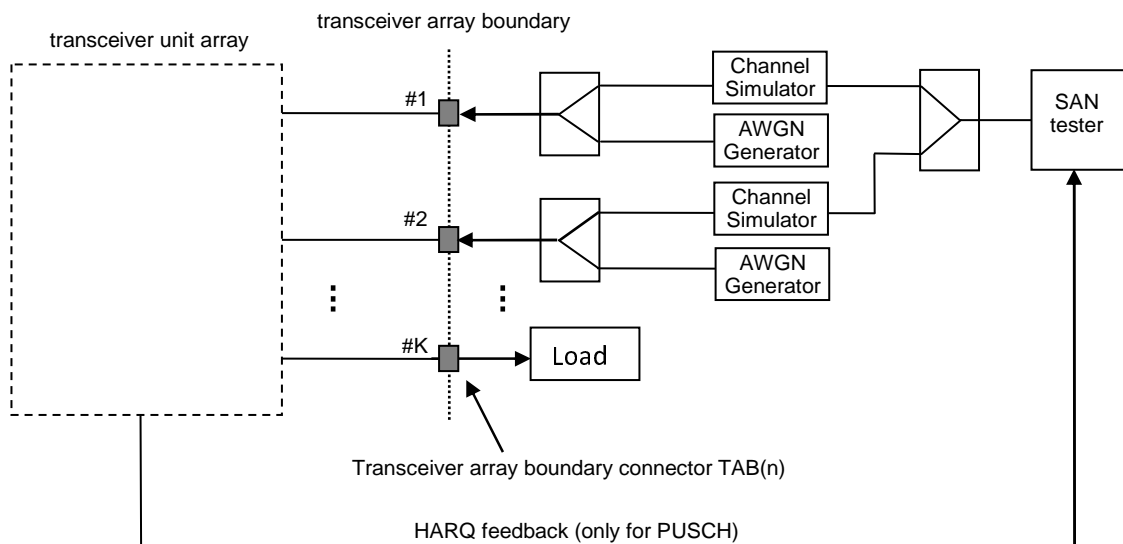 transceiver array boundary
transceiver unit array
#1
Channel
Simulator
AWGN
Generator
SAN
tester
#2
Channel
Simulator
AWGN
Generator
#K
Load
Transceiver array boundary connector TAB(n)
HARQ feedback (only for PUSCH)